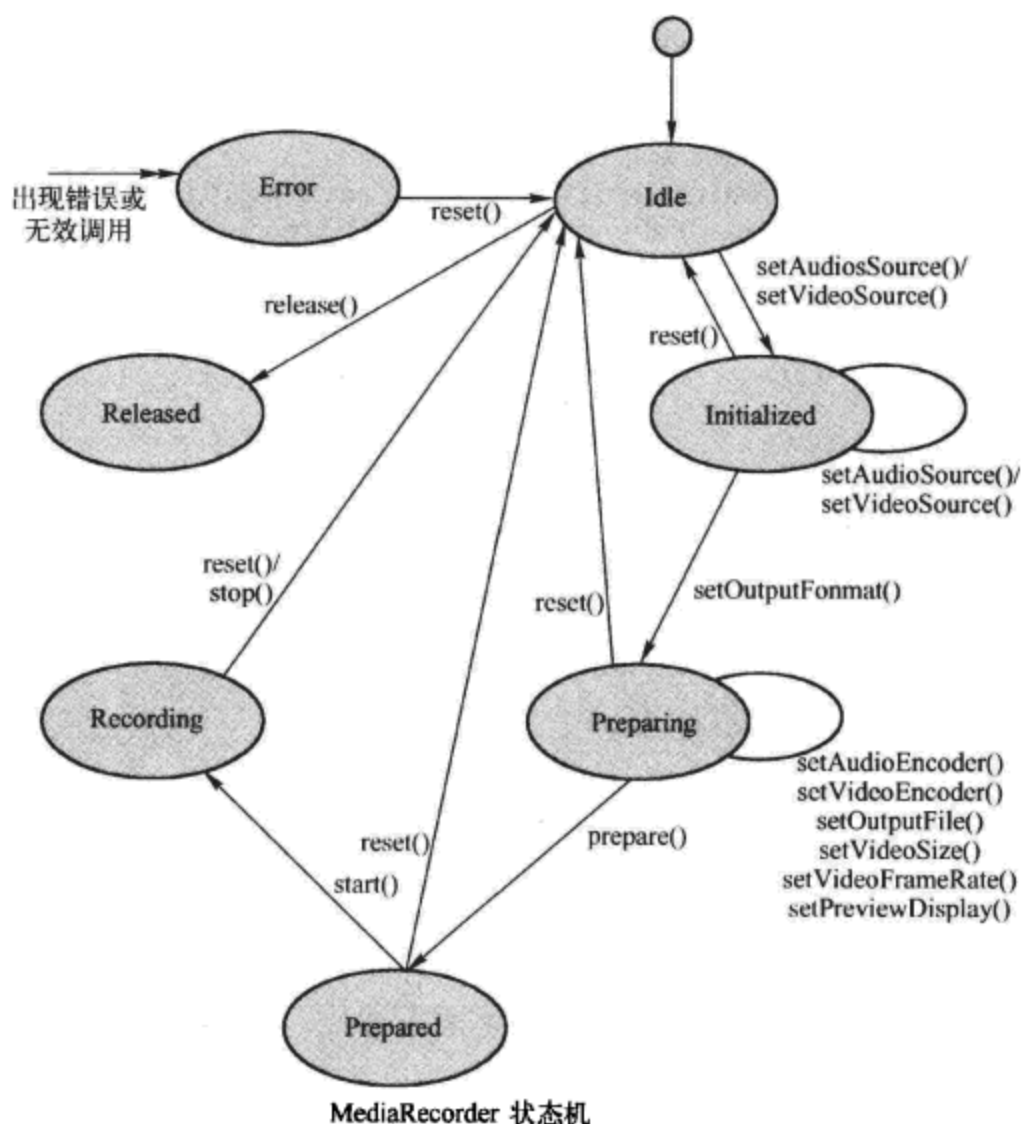 Error
出现错误或
无效调用
reset()
Idle
setAudiosSource()/
setVideoSource()
release()
reset()
Released
Initialized
setAudioSource()/
setVideoSource()
reset()/
stop()
reset()
setOutputFonmat()
Recording
Preparing
setAudioEncoder()
setVideoEncoder()
setOutputFile()
setVideoSize()
setVideoFrameRate()
setPreviewDisplay()
reset()
prepare()
start()
Prepared
MediaRecorder 状态机